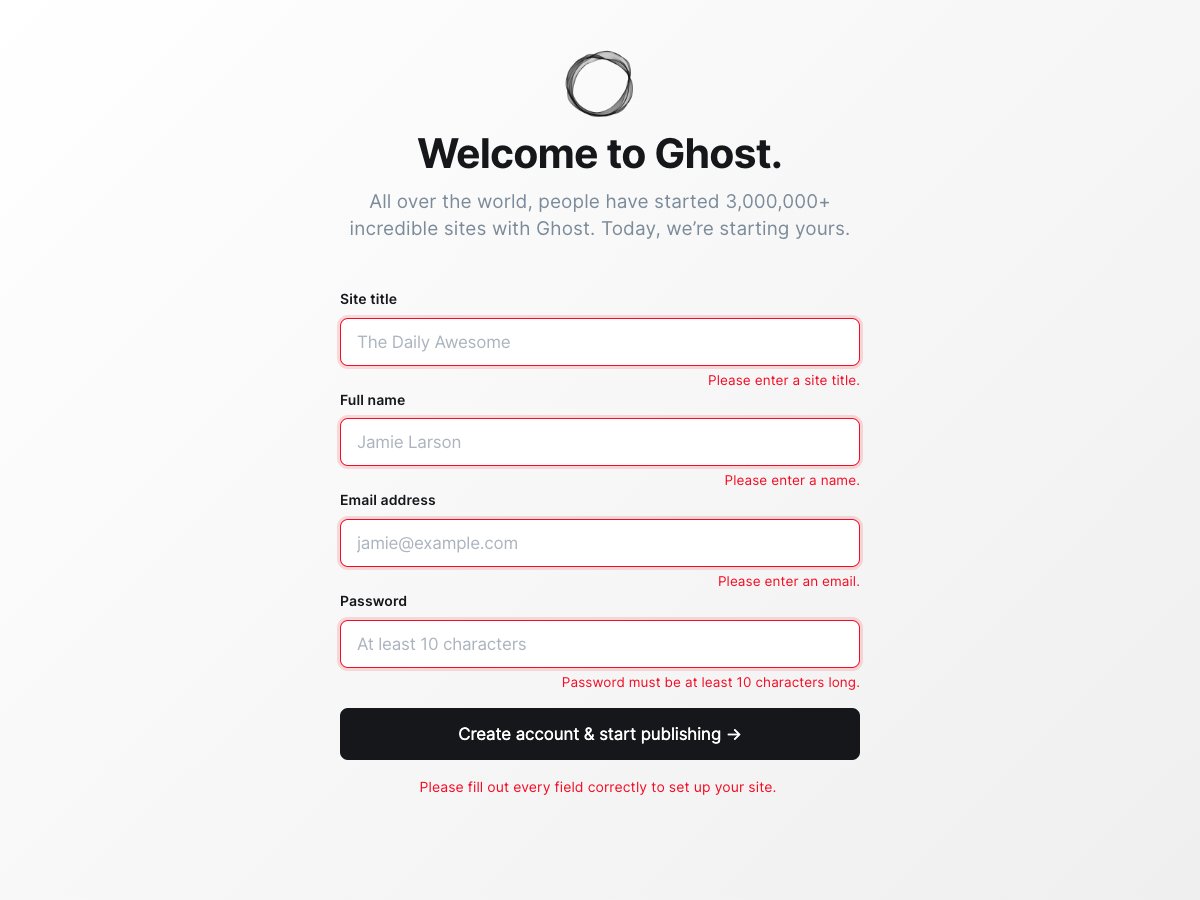 Welcome to Ghost.
All over the world, people have started 3,000,000+
incredible sites with Ghost. Today, we’re starting yours.
Site title
The Daily Awesome
Please enter a site title.
Full name
Jamie Larson
Please enter a name.
Email address
jamie@example.com
Please enter an email.
Password
At least 10 characters
Password must be at least 10 characters long.
Create account & start publishing →
Please fill out every field correctly to set up your site.